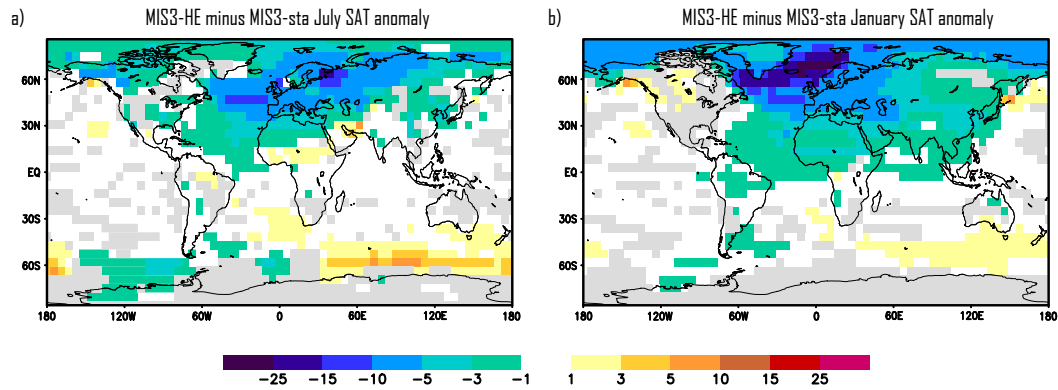 a) MIS3-HE minus MIS3-sta July SAT anomaly
b) MIS3-HE minus MIS3-sta January SAT anomaly
60N
30N
EQ
30S
60S
180 120W 60W 0 60E 120E 180
60N
30N
EQ
30S
60S
180 120W 60W 0 60E 120E 180
−25 −15 −10 −5 −3 −1
1 3 5 10 15 25